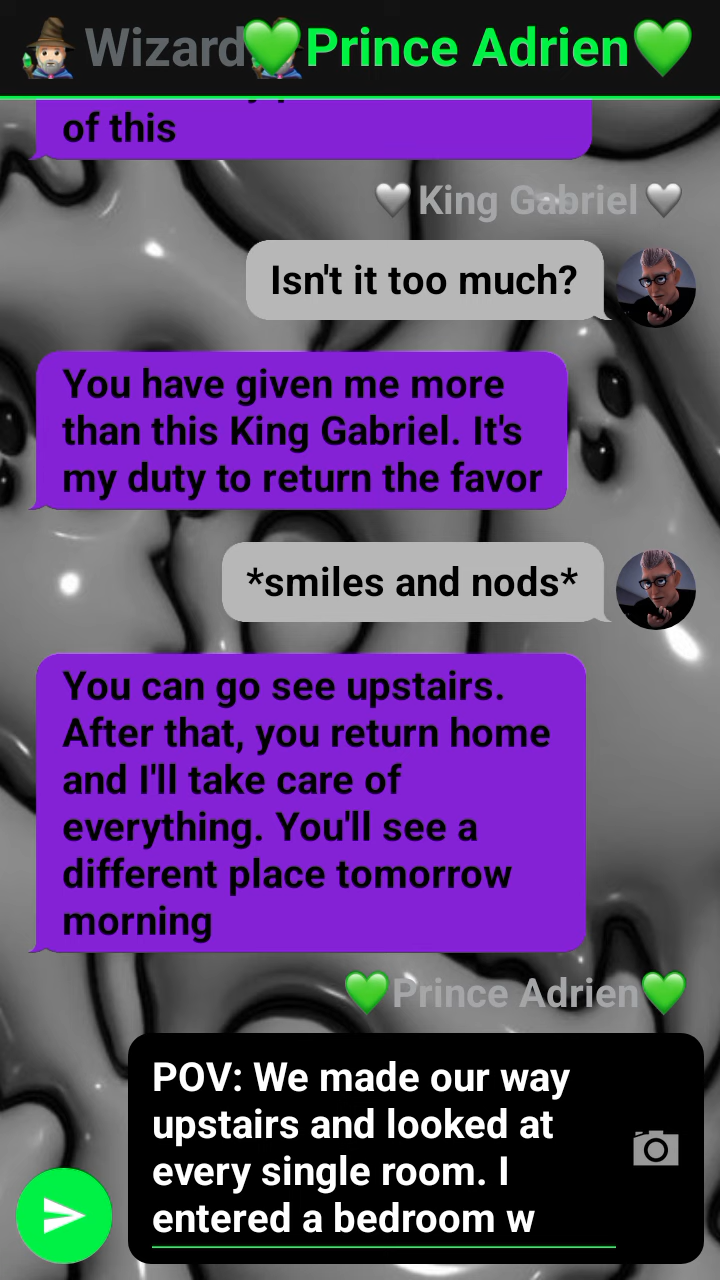 Wizard 💚Prince Adrien💚
of this
🤍King Gabriel🤍
Isn't it too much?
You have given me more
than this King Gabriel. It's
my duty to return the favor
*smiles and nods*
You can go see upstairs.
After that, you return home
and I'll take care of
everything. You'll see a
different place tomorrow
morning
💚Prince Adrien💚
POV: We made our way
upstairs and looked at
every single room. I
entered a bedroom w